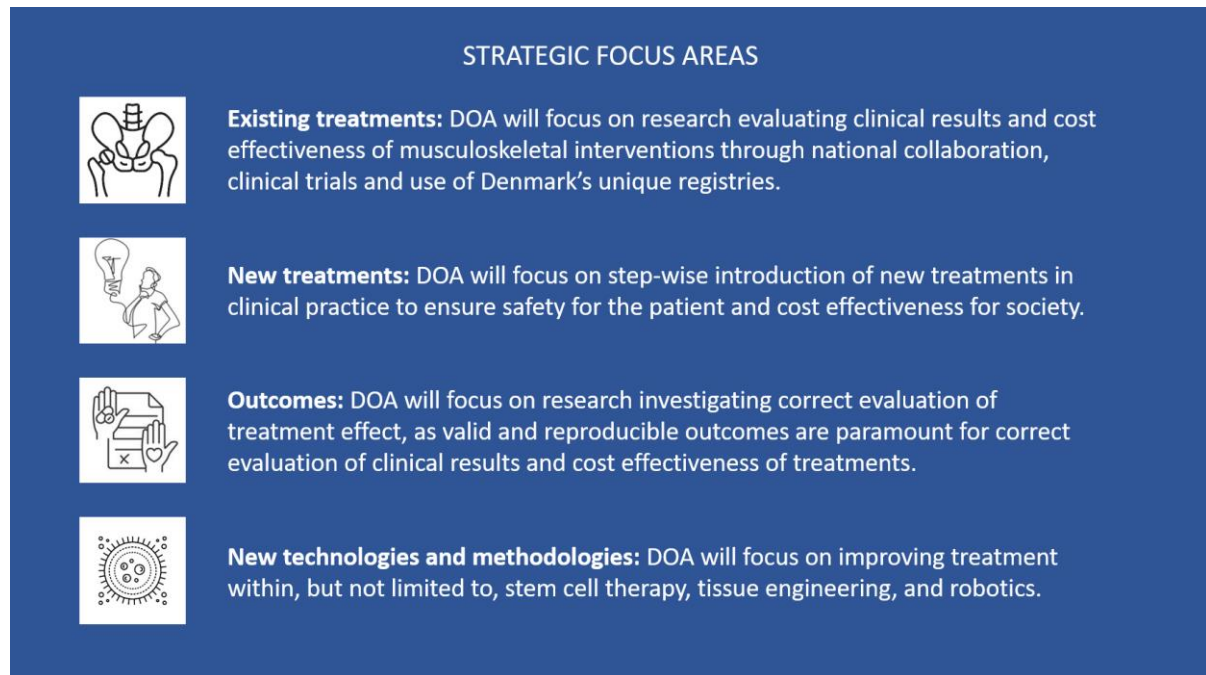 STRATEGIC FOCUS AREAS
Existing treatments: DOA will focus on research evaluating clinical results and cost
effectiveness of musculoskeletal interventions through national collaboration,
clinical trials and use of Denmark’s unique registries.
New treatments: DOA will focus on step-wise introduction of new treatments in
clinical practice to ensure safety for the patient and cost effectiveness for society.
Outcomes: DOA will focus on research investigating correct evaluation of
treatment effect, as valid and reproducible outcomes are paramount for correct
evaluation of clinical results and cost effectiveness of treatments.
New technologies and methodologies: DOA will focus on improving treatment
within, but not limited to, stem cell therapy, tissue engineering, and robotics.